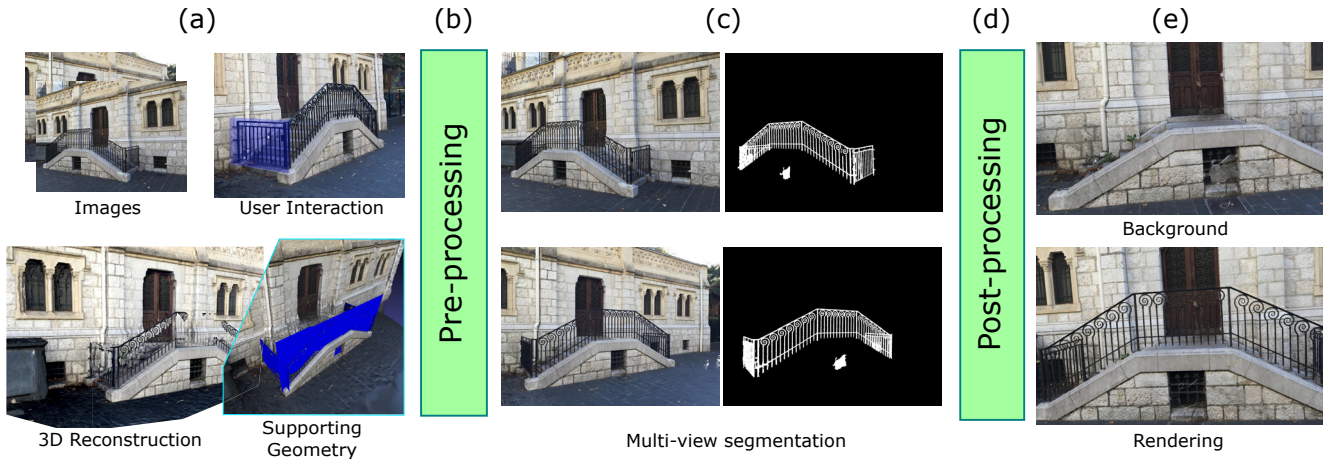 (a)
(b)
(c)
(d)
(e)
Images
User Interaction
3D Reconstruction
Supporting
Geometry
Pre-processing
Multi-view segmentation
Post-processing
Background
Rendering